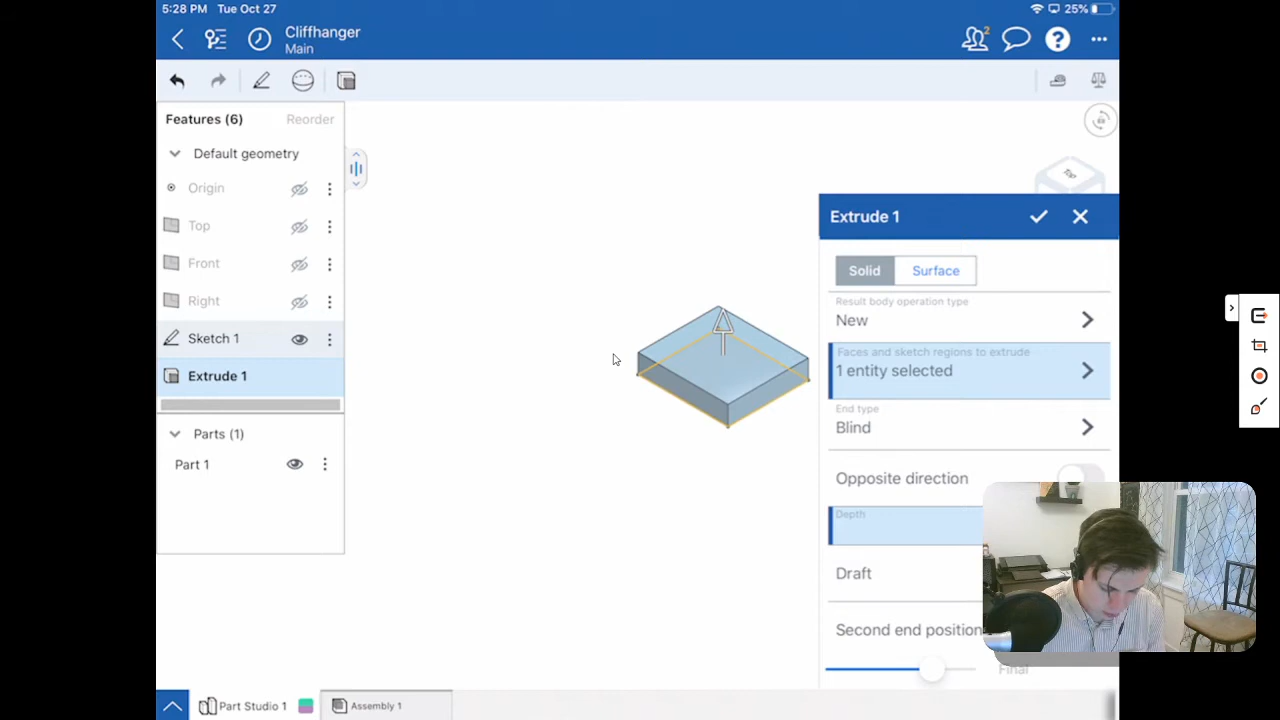 5:28 PM Tue Oct 27
25%
Cliffhanger
Main
2
?
Features (6)
Reorder
Default geometry
Origin
Top
Front
Right
Sketch 1
Extrude 1
Parts (1)
Part 1
Top
Extrude 1
Solid
Surface
Result body operation type
New
Faces and sketch regions to extrude
1 entity selected
End type
Blind
Opposite direction
Depth
Draft
Second end position
Final
Part Studio 1
Assembly 1